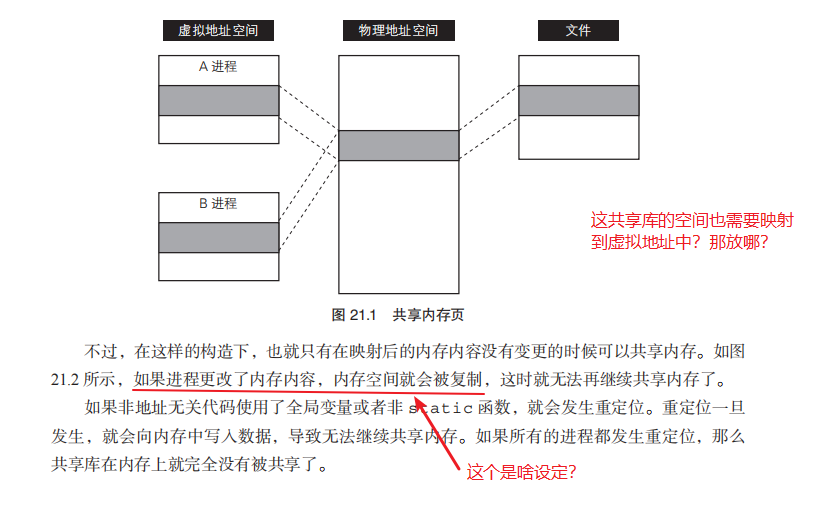 虚拟地址空间
物理地址空间
文件
A 进程
B 进程
这共享库的空间也需要映射
到虚拟地址中？那放哪？
图 21.1 共享内存页
不过，在这样的构造下，也就只有在映射后的内存内容没有变更的时候可以共享内存。如图
21.2 所示，如果进程更改了内存内容，内存空间就会被复制，这时就无法再继续共享内存了。
如果非地址无关代码使用了全局变量或者非 static 函数，就会发生重定位。重定位一旦
发生，就会向内存中写入数据，导致无法继续共享内存。如果所有的进程都发生重定位，那么
共享库在内存上就完全没有被共享了。
这个是啥设定？